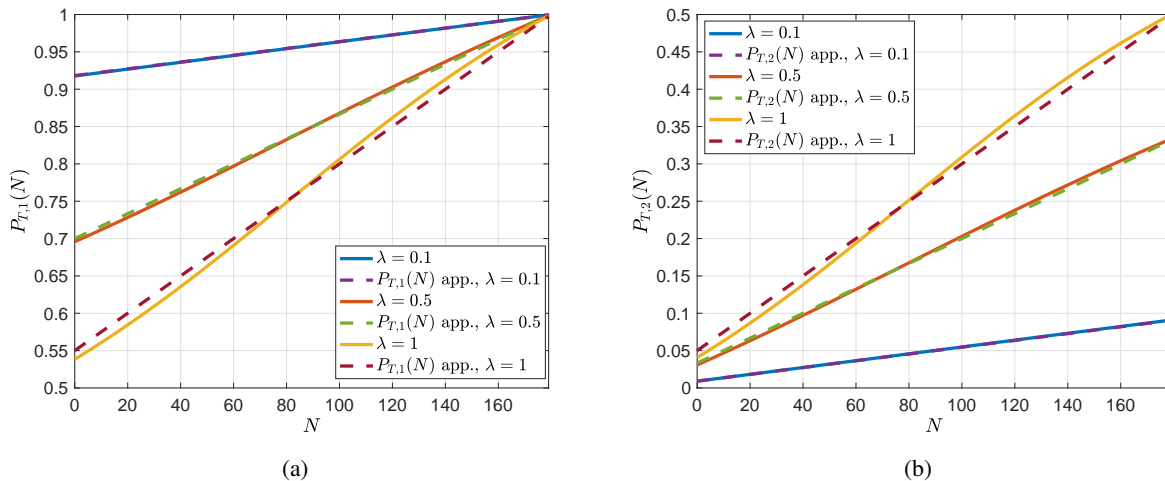 1
0.95
0.9
0.85
0.8
0.75
0.7
0.65
0.6
0.55
0.5
P_{T,1}(N)
λ = 0.1
P_{T,1}(N) app., λ = 0.1
λ = 0.5
P_{T,1}(N) app., λ = 0.5
λ = 1
P_{T,1}(N) app., λ = 1
0 20 40 60 80 100 120 140 160
N
(a)
0.5
0.45
0.4
0.35
0.3
0.25
0.2
0.15
0.1
0.05
0
P_{T,2}(N)
λ = 0.1
P_{T,2}(N) app., λ = 0.1
λ = 0.5
P_{T,2}(N) app., λ = 0.5
λ = 1
P_{T,2}(N) app., λ = 1
0 20 40 60 80 100 120 140 160
N
(b)